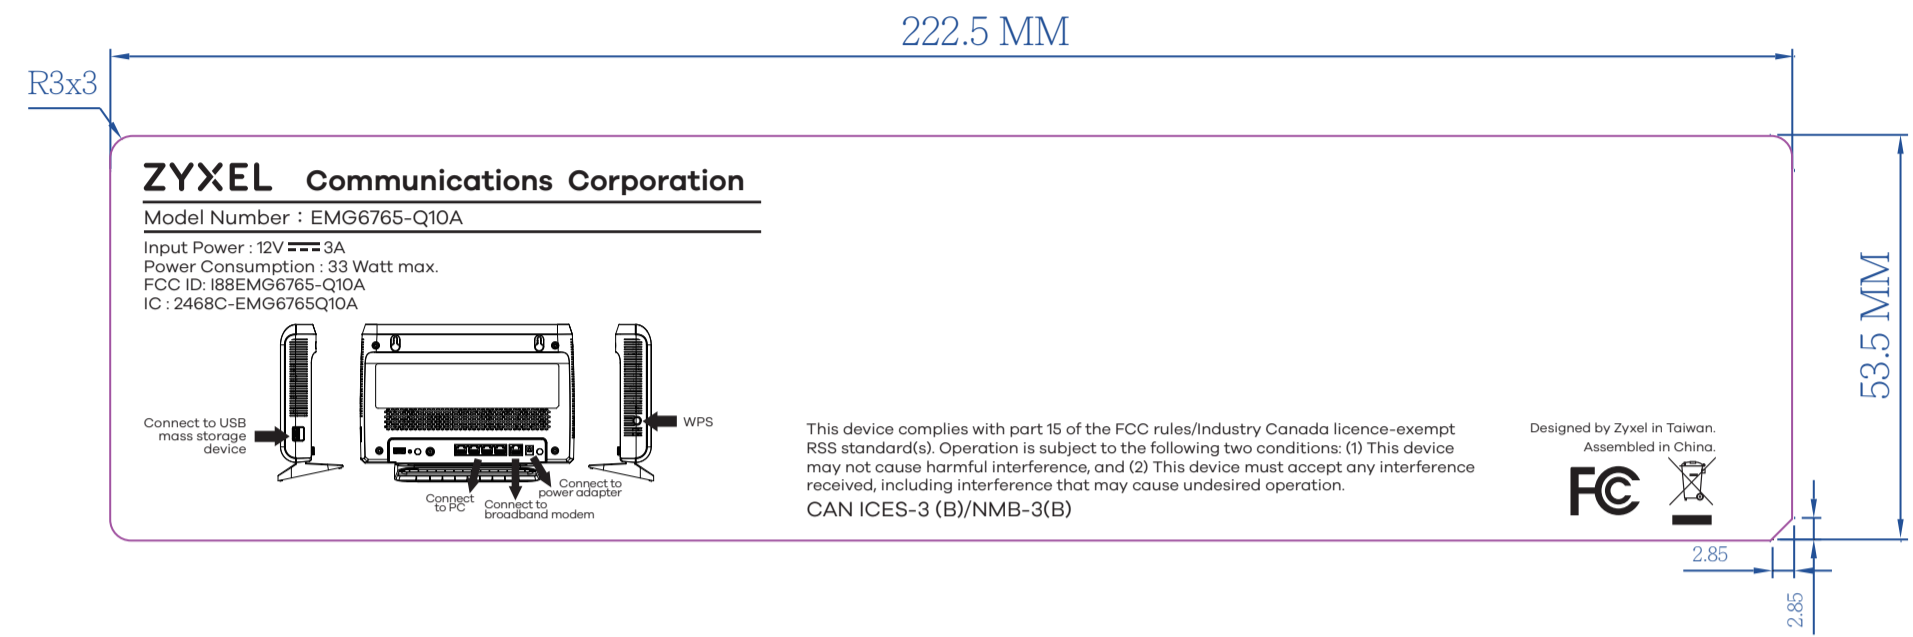 222.5 MM
R3x3
ZYXEL Communications Corporation
Model Number : EMG6765-Q10A
Input Power : 12V 3A
Power Consumption : 33 Watt max.
FCC ID: I88EMG6765-Q10A
IC : 2468C-EMG6765Q10A
53.5 MM
Connect to USB
mass storage
device
WPS
Connect
to PC
Connect to
broadband modem
Connect to
power adapter
This device complies with part 15 of the FCC rules/Industry Canada licence-exempt
RSS standard(s). Operation is subject to the following two conditions: (1) This device
may not cause harmful interference, and (2) This device must accept any interference
received, including interference that may cause undesired operation.
CAN ICES-3 (B)/NMB-3(B)
Designed by Zyxel in Taiwan.
Assembled in China.
FC
2.85
2.85